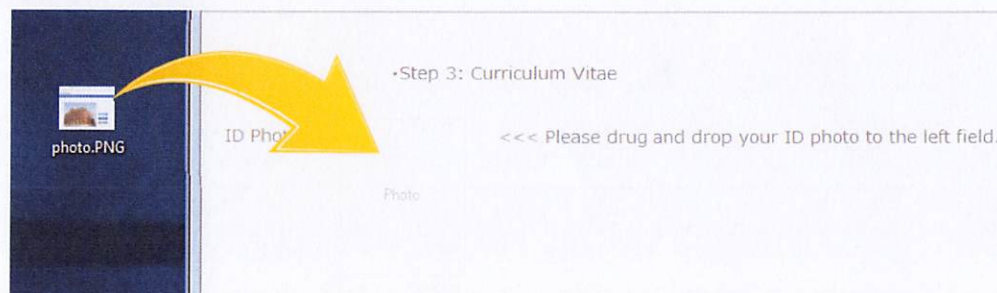 ・Step 3: Curriculum Vitae
ID Phot
<<< Please drug and drop your ID photo to the left field.
photo.PNG
Photo